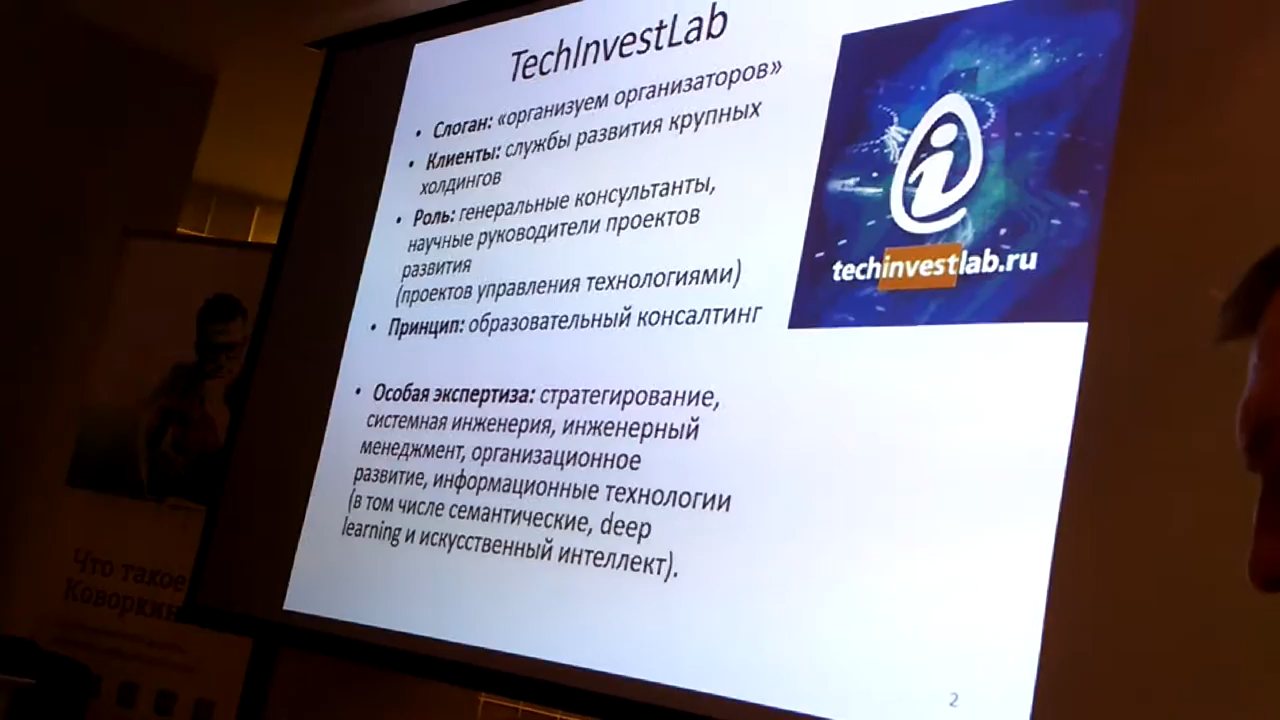 TechInvestLab
• Слоган: «организуем организаторов»
• Клиенты: службы развития крупных
холдингов
• Роль: генеральные консультанты,
научные руководители проектов
развития
(проектов управления технологиями)
• Принцип: образовательный консалтинг
• Особая экспертиза: стратегирование,
системная инженерия, инженерный
менеджмент, организационное
развитие, информационные технологии
(в том числе семантические, deep
learning и искусственный интеллект).
techinvestlab.ru
2
Что такое
Коворкин